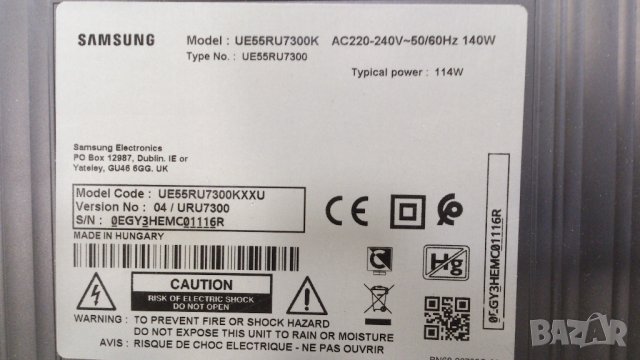 SAMSUNG
Model : UE55RU7300K AC220-240V~50/60Hz 140W
Type No. : UE55RU7300
Typical power : 114W
Samsung Electronics
PO Box 12987, Dublin. IE or
Yateley, GU46 6GG. UK
Model Code : UE55RU7300KXXU
Version No : 04 / URU7300
S/N : 0EGY3HEMC01116R
MADE IN HUNGARY
CE
Hg
0EGY3HEMC01116R
CAUTION
RISK OF ELECTRIC SHOCK
DO NOT OPEN
WARNING : TO PREVENT FIRE OR SHOCK HAZARD
DO NOT EXPOSE THIS UNIT TO RAIN OR MOISTURE
AVIS : RISQUE DE CHOC ELECTRIQUE - NE PAS OUVRIR
BAZAR